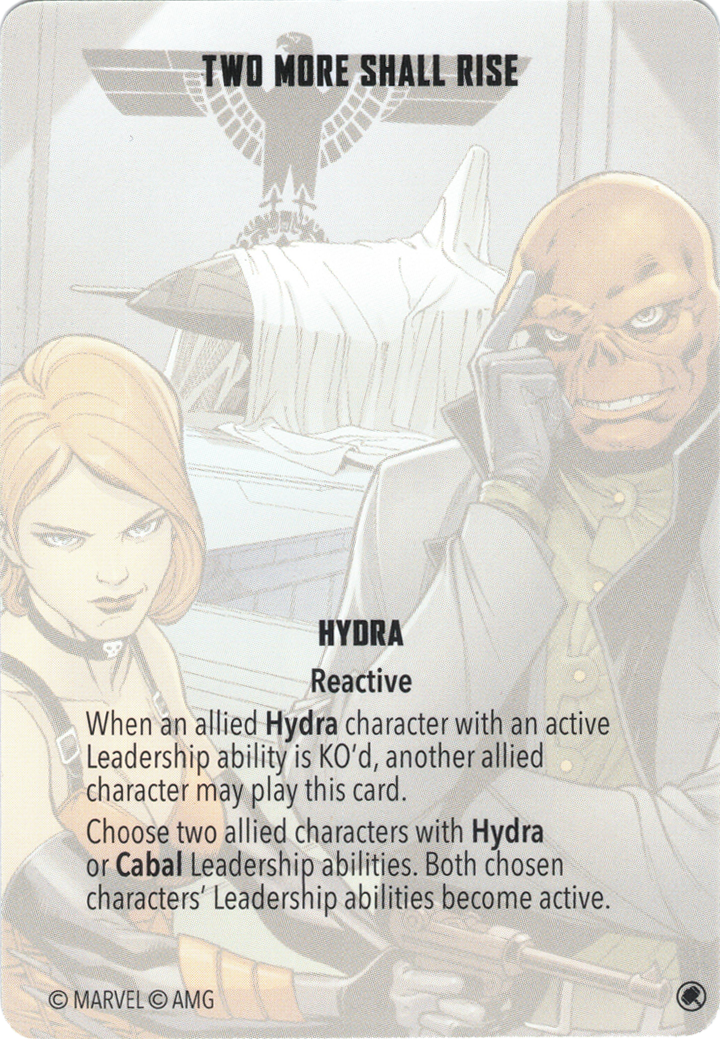 TWO MORE SHALL RISE
HYDRA
Reactive
When an allied Hydra character with an active
Leadership ability is KO'd, another allied
character may play this card.
Choose two allied characters with Hydra
or Cabal Leadership abilities. Both chosen
characters' Leadership abilities become active.
© MARVEL © AMG